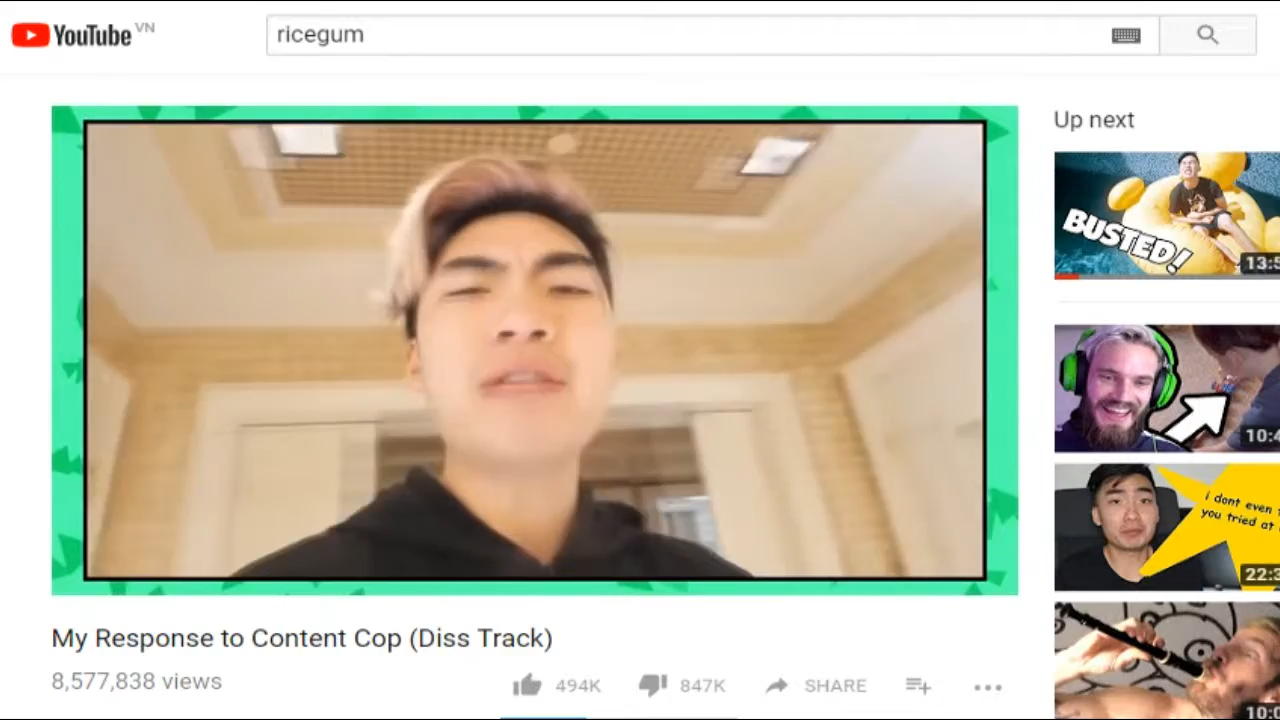 YouTube VN
ricegum
Up next
BUSTED!
13:5
10:4
i dont even
you tried at
22:3
10:0
My Response to Content Cop (Diss Track)
8,577,838 views
494K
847K
SHARE